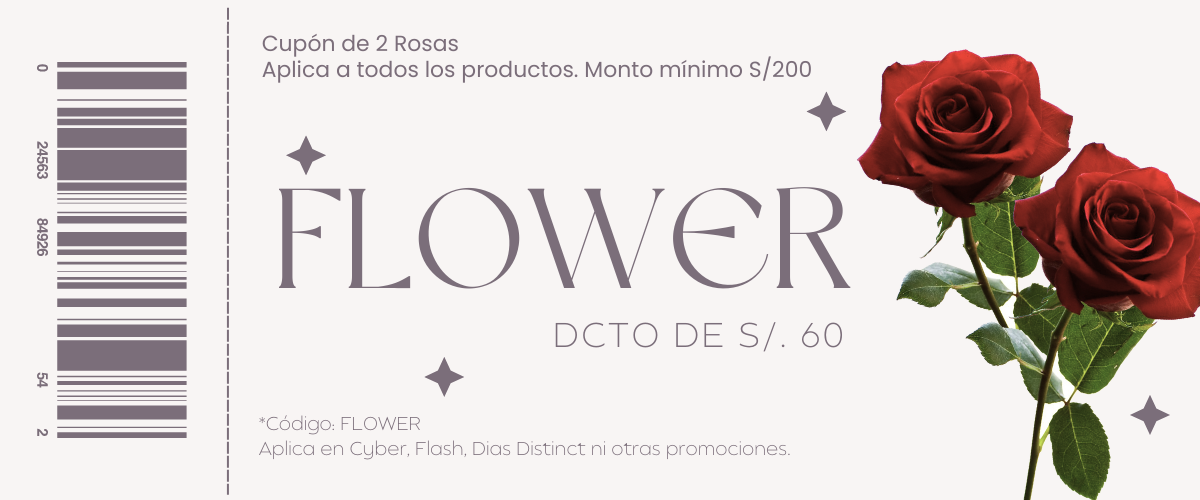 0
24563
84926
54
2
Cupón de 2 Rosas
Aplica a todos los productos. Monto mínimo S/200
FLOWER
DCTO DE S/. 60
*Código: FLOWER
Aplica en Cyber, Flash, Dias Distinct ni otras promociones.